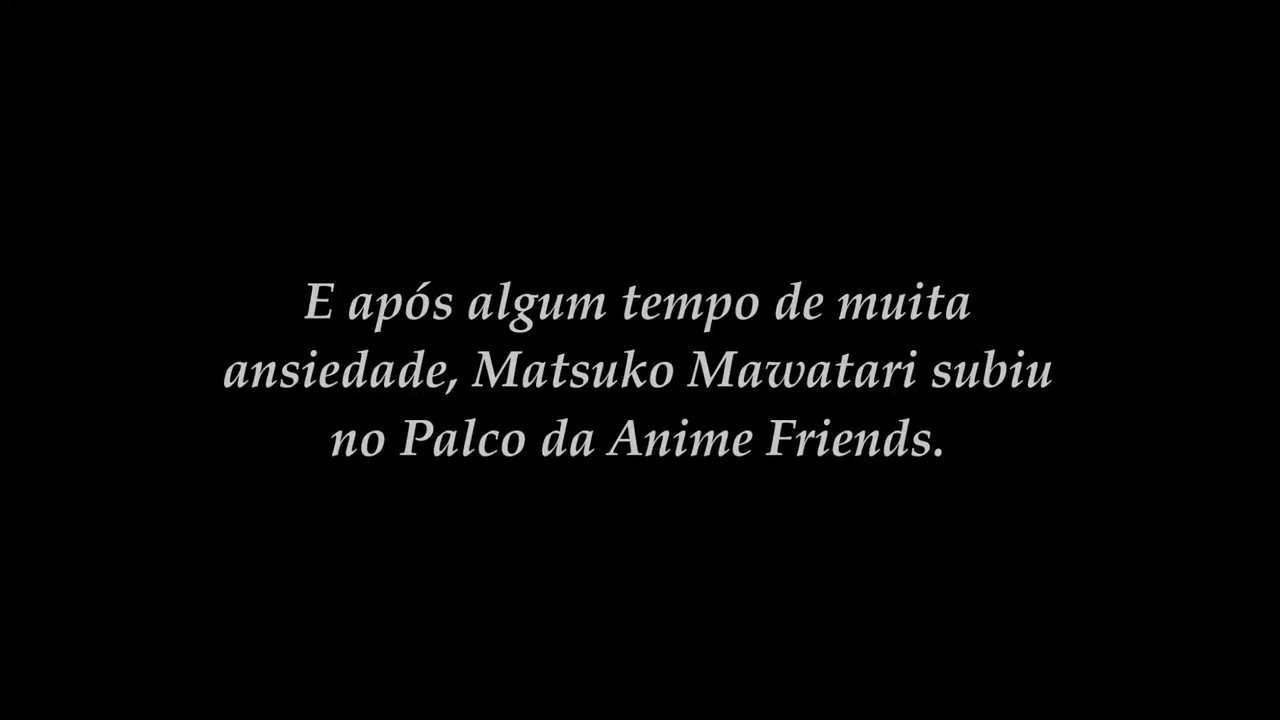 E após algum tempo de muita
ansiedade, Matsuko Mawatari subiu
no Palco da Anime Friends.